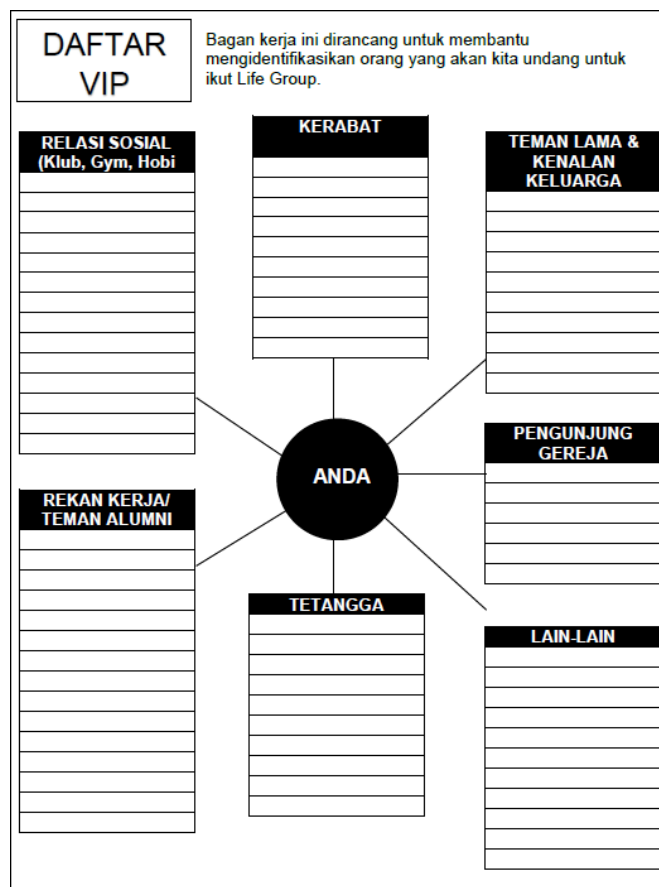 DAFTAR
VIP
Bagan kerja ini dirancang untuk membantu
mengidentifikasikan orang yang akan kita undang untuk
ikut Life Group.
RELASI SOSIAL
(Klub, Gym, Hobi
KERABAT
TEMAN LAMA &
KENALAN
KELUARGA
ANDA
PENGUNJUNG
GEREJA
REKAN KERJA/
TEMAN ALUMNI
TETANGGA
LAIN-LAIN